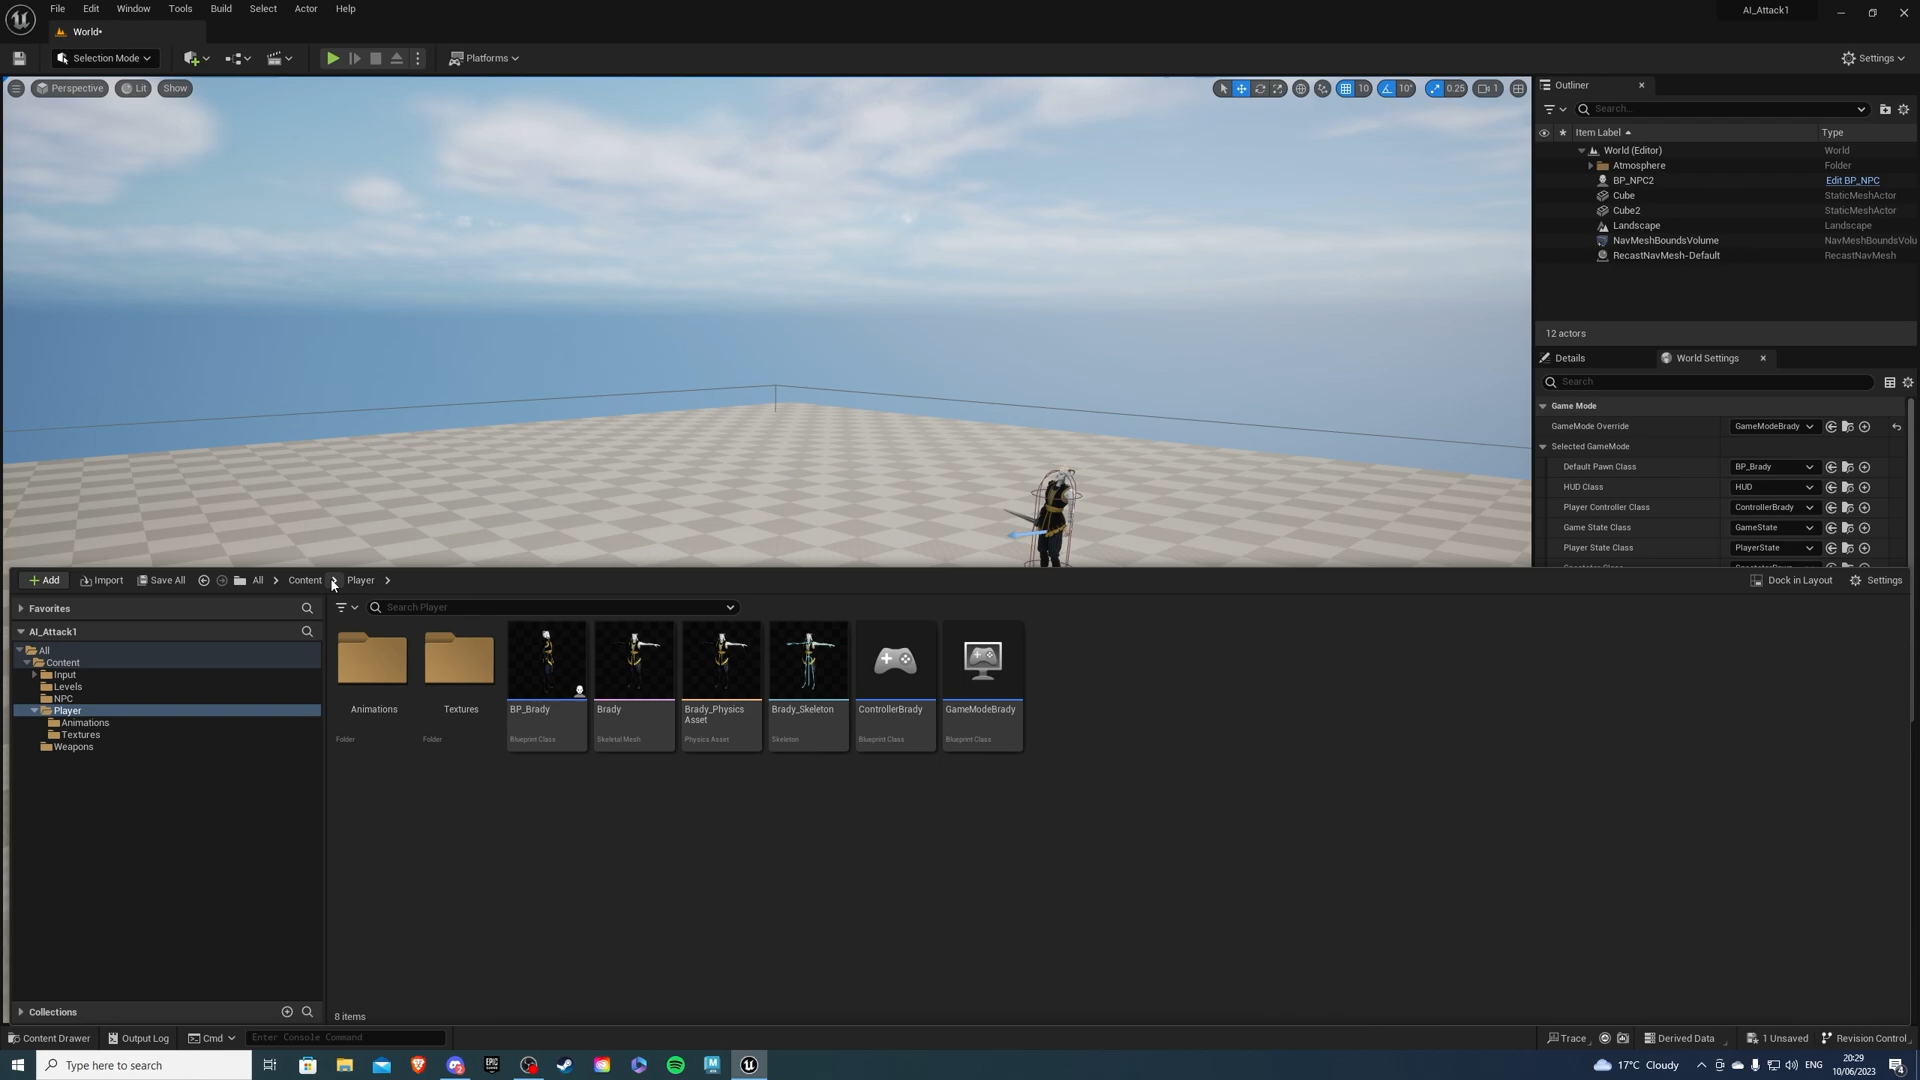 File Edit Window Tools Build Select Actor Help
AI_Attack1
World•
Selection Mode
Platforms
Settings
Perspective
Lit
Show
10
10°
0.25
1
Outliner
Search...
Item Label
Type
World (Editor) World
Atmosphere Folder
BP_NPC2 Edit BP_NPC
Cube StaticMeshActor
Cube2 StaticMeshActor
Landscape Landscape
NavMeshBoundsVolume NavMeshBoundsVolu
RecastNavMesh-Default RecastNavMesh
12 actors
Details
World Settings
Search
Game Mode
GameMode Override GameModeBrady
Selected GameMode
Default Pawn Class BP_Brady
HUD Class HUD
Player Controller Class ControllerBrady
Game State Class GameState
Player State Class PlayerState
Add Import Save All All Content Player
Dock in Layout Settings
Favorites
Search Player
AI_Attack1
All
Content
Input
Levels
NPC
Player
Animations
Textures
Weapons
Animations
Folder
Textures
Folder
BP_Brady
Blueprint Class
Brady
Skeletal Mesh
Brady_Physics
Asset
Physics Asset
Brady_Skeleton
Skeleton
ControllerBrady
Blueprint Class
GameModeBrady
Blueprint Class
Collections
8 items
Content Drawer
Output Log
Cmd
Enter Console Command
Trace
Derived Data
1 Unsaved
Revision Control
Type here to search
17°C Cloudy
ENG
20:29
10/06/2023
4